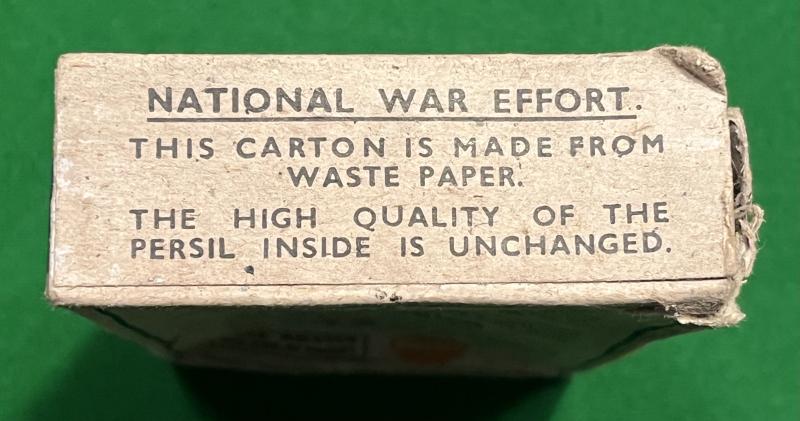 NATIONAL WAR EFFORT.
THIS CARTON IS MADE FROM
WASTE PAPER.
THE HIGH QUALITY OF THE
PERSIL INSIDE IS UNCHANGED.